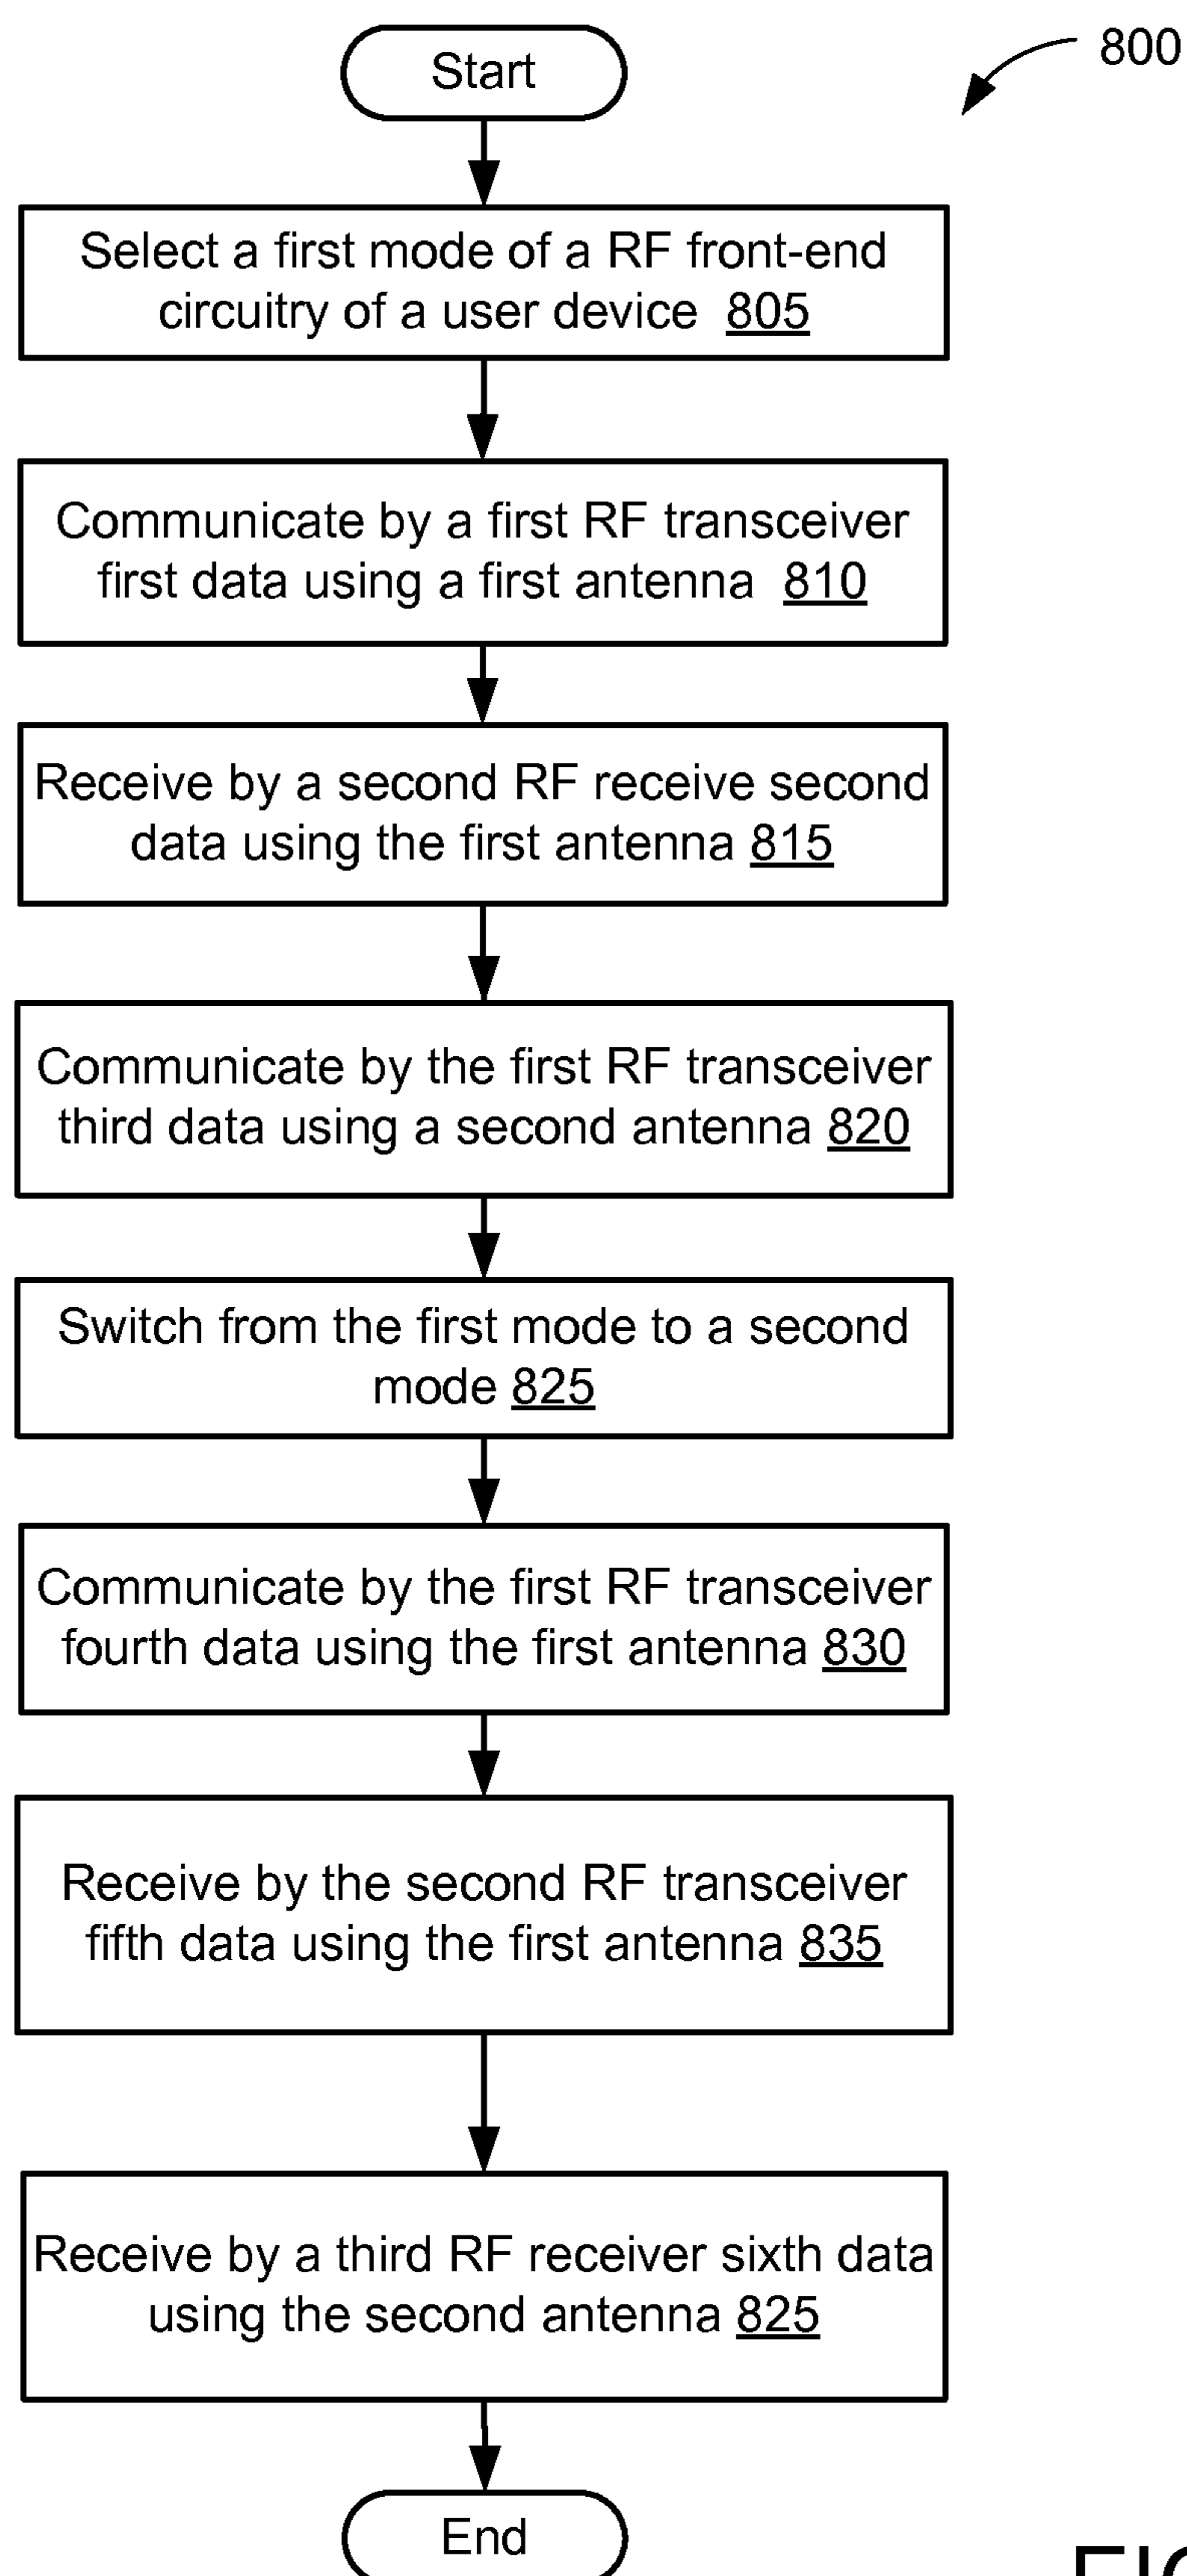 Start
800
Select a first mode of a RF front-end
circuitry of a user device 805
Communicate by a first RF transceiver
first data using a first antenna 810
Receive by a second RF receive second
data using the first antenna 815
Communicate by the first RF transceiver
third data using a second antenna 820
Switch from the first mode to a second
mode 825
Communicate by the first RF transceiver
fourth data using the first antenna 830
Receive by the second RF transceiver
fifth data using the first antenna 835
Receive by a third RF receiver sixth data
using the second antenna 825
End